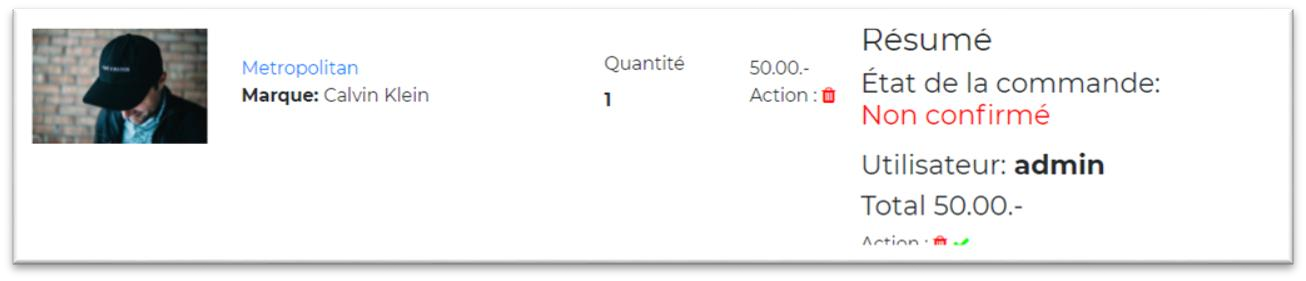 Metropolitan
Marque: Calvin Klein
Quantité
1
50.00.-
Action :
Résumé
État de la commande:
Non confirmé
Utilisateur: admin
Total 50.00.-
Action :